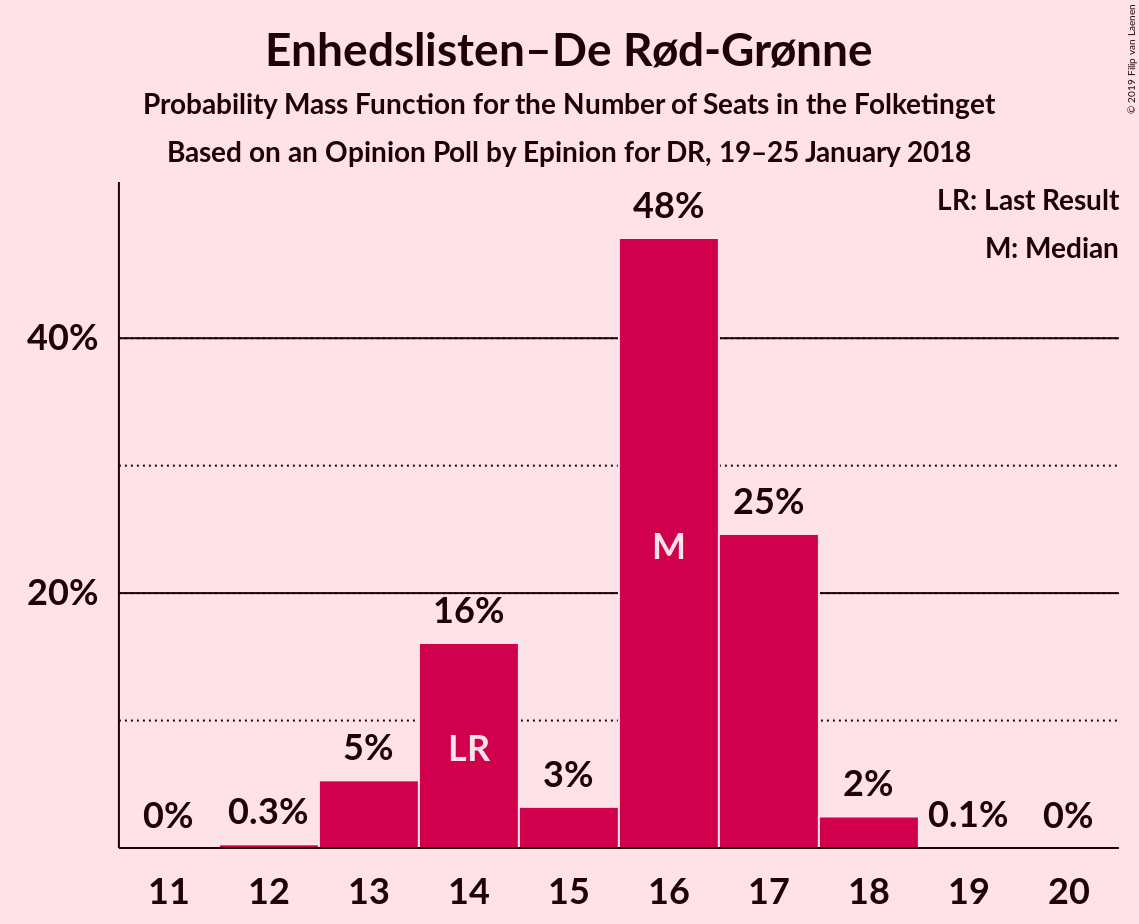 Enhedslisten–De Rød-Grønne
Probability Mass Function for the Number of Seats in the Folketinget
Based on an Opinion Poll by Epinion for DR, 19–25 January 2018
© 2019 Filip van Laenen
LR: Last Result
M: Median
40%
20%
0%
0.3%
5%
16%
3%
48%
25%
2%
0.1%
0%
LR
M
11 12 13 14 15 16 17 18 19 20